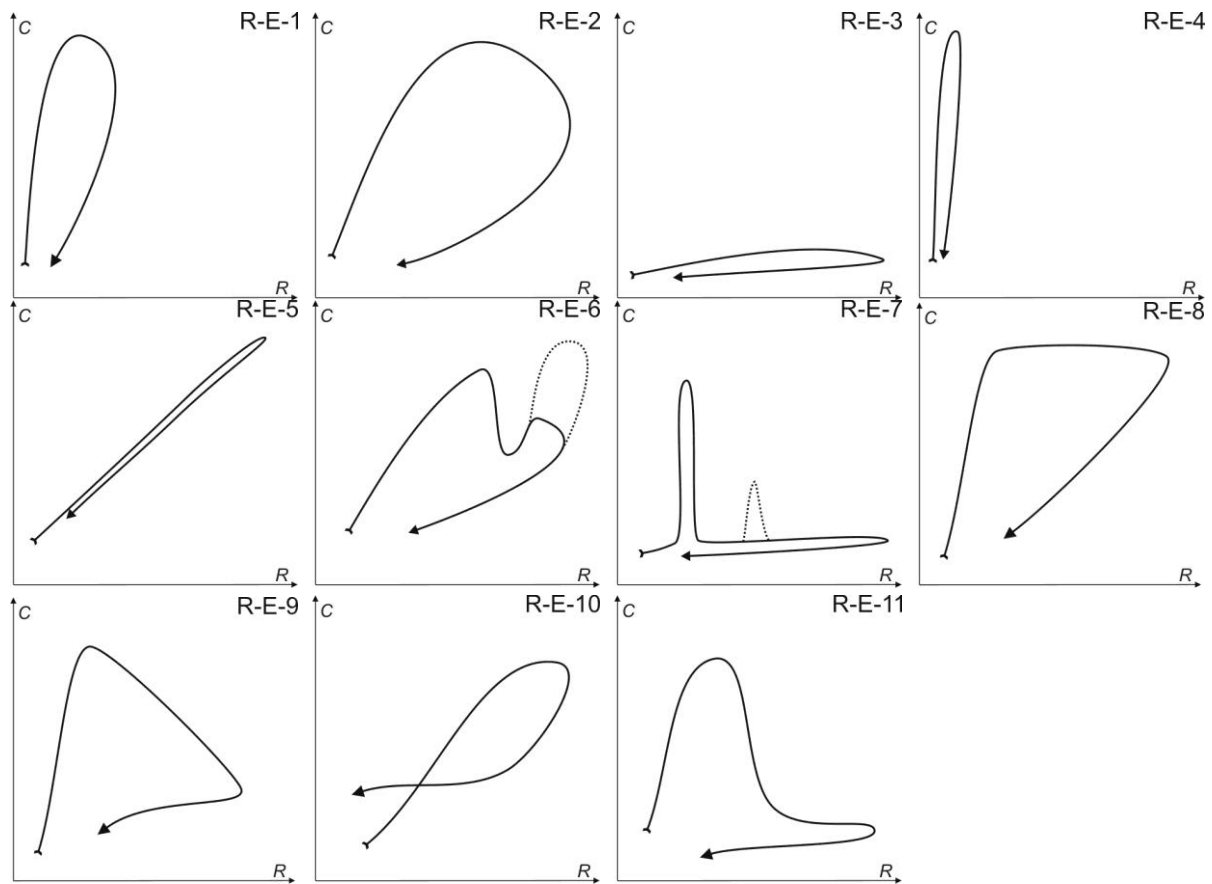 C R-E-1 C R-E-2 C R-E-3 C R-E-4
R R R R
C R-E-5 C R-E-6 C R-E-7 C R-E-8
R R R R
C R-E-9 C R-E-10 C R-E-11
R R R